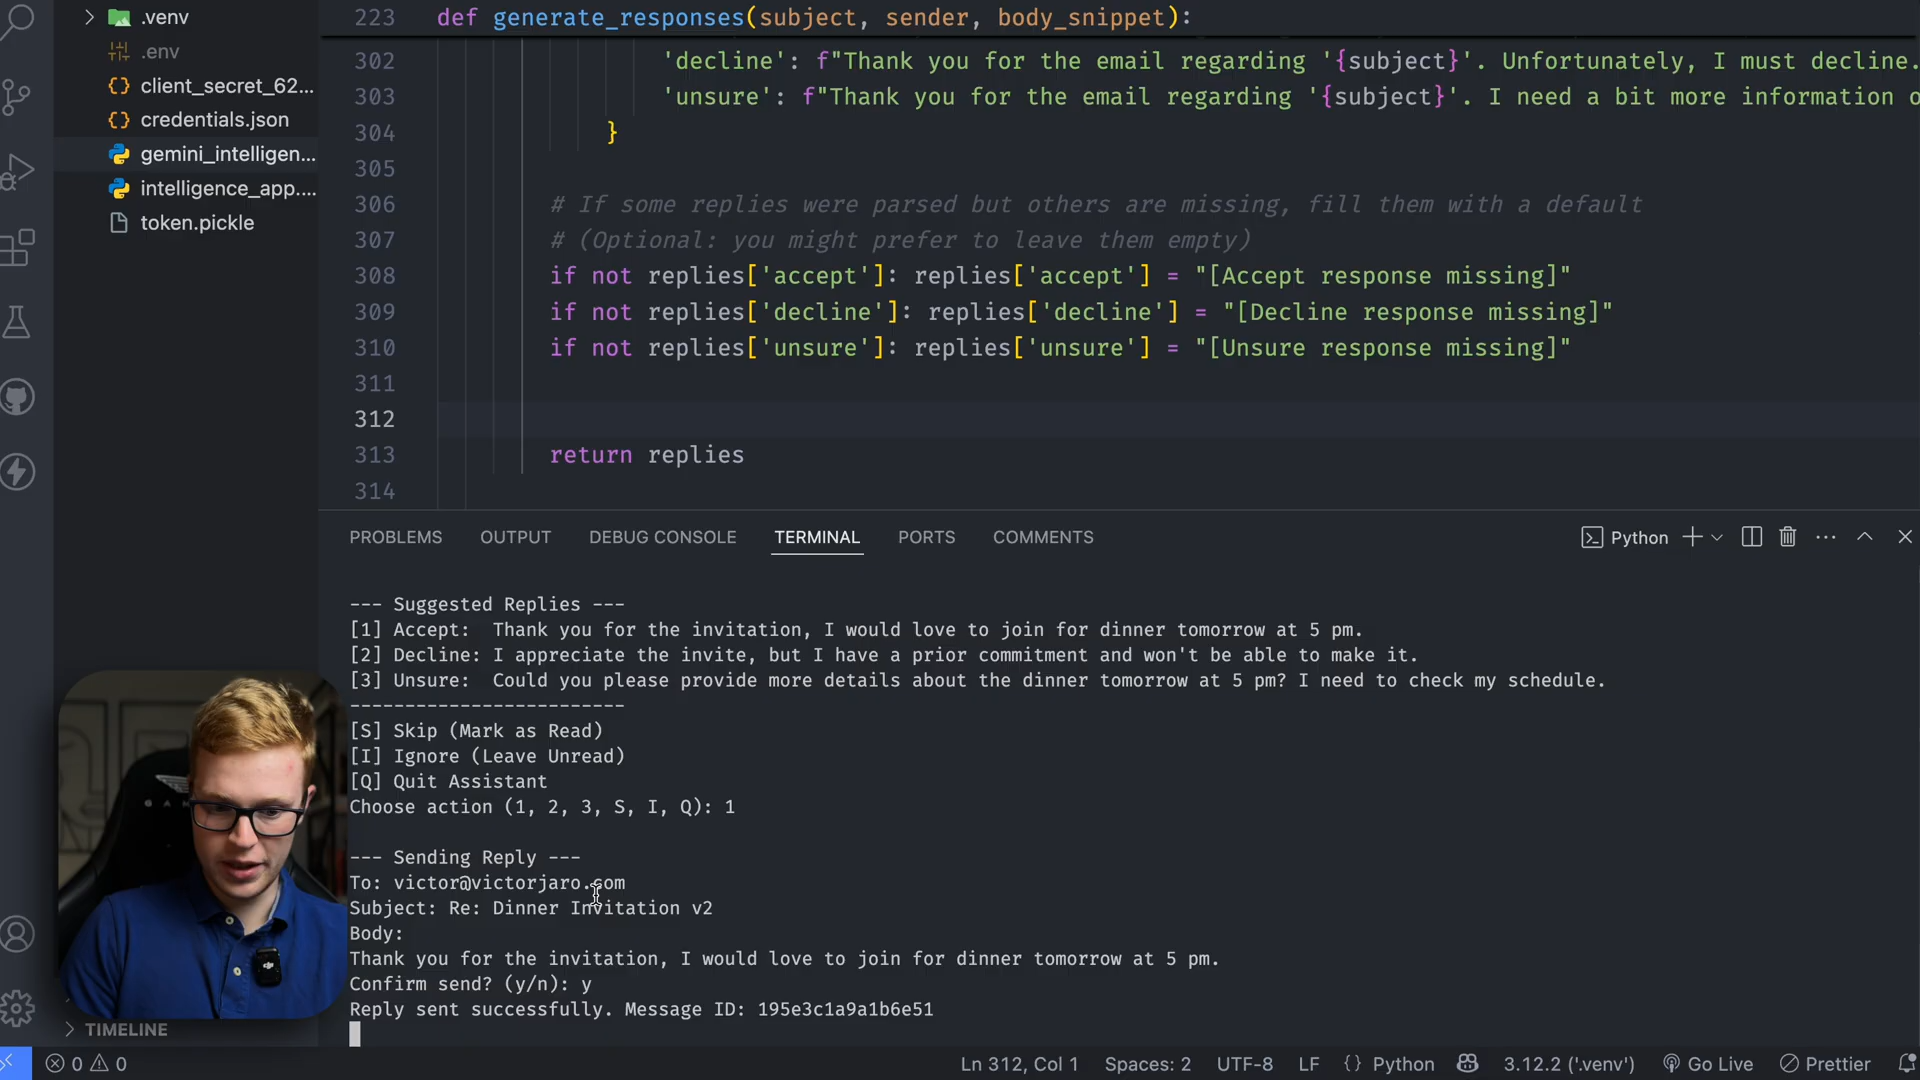 .venv
.env
client_secret_62...
credentials.json
gemini_intelligen...
intelligence_app....
token.pickle
TIMELINE
223 def generate_responses(subject, sender, body_snippet):
302 'decline': f"Thank you for the email regarding '{subject}'. Unfortunately, I must decline.
303 'unsure': f"Thank you for the email regarding '{subject}'. I need a bit more information o
304 }
305
306 # If some replies were parsed but others are missing, fill them with a default
307 # (Optional: you might prefer to leave them empty)
308 if not replies['accept']: replies['accept'] = "[Accept response missing]"
309 if not replies['decline']: replies['decline'] = "[Decline response missing]"
310 if not replies['unsure']: replies['unsure'] = "[Unsure response missing]"
311
312
313 return replies
314
PROBLEMS OUTPUT DEBUG CONSOLE TERMINAL PORTS COMMENTS Python
--- Suggested Replies ---
[1] Accept:  Thank you for the invitation, I would love to join for dinner tomorrow at 5 pm.
[2] Decline: I appreciate the invite, but I have a prior commitment and won't be able to make it.
[3] Unsure:  Could you please provide more details about the dinner tomorrow at 5 pm? I need to check my schedule.
-------------------------
[S] Skip (Mark as Read)
[I] Ignore (Leave Unread)
[Q] Quit Assistant
Choose action (1, 2, 3, S, I, Q): 1
--- Sending Reply ---
To: victor@victorjaro.com
Subject: Re: Dinner Invitation v2
Body:
Thank you for the invitation, I would love to join for dinner tomorrow at 5 pm.
Confirm send? (y/n): y
Reply sent successfully. Message ID: 195e3c1a9a1b6e51
0 0 Ln 312, Col 1 Spaces: 2 UTF-8 LF {} Python 3.12.2 ('.venv') Go Live Prettier